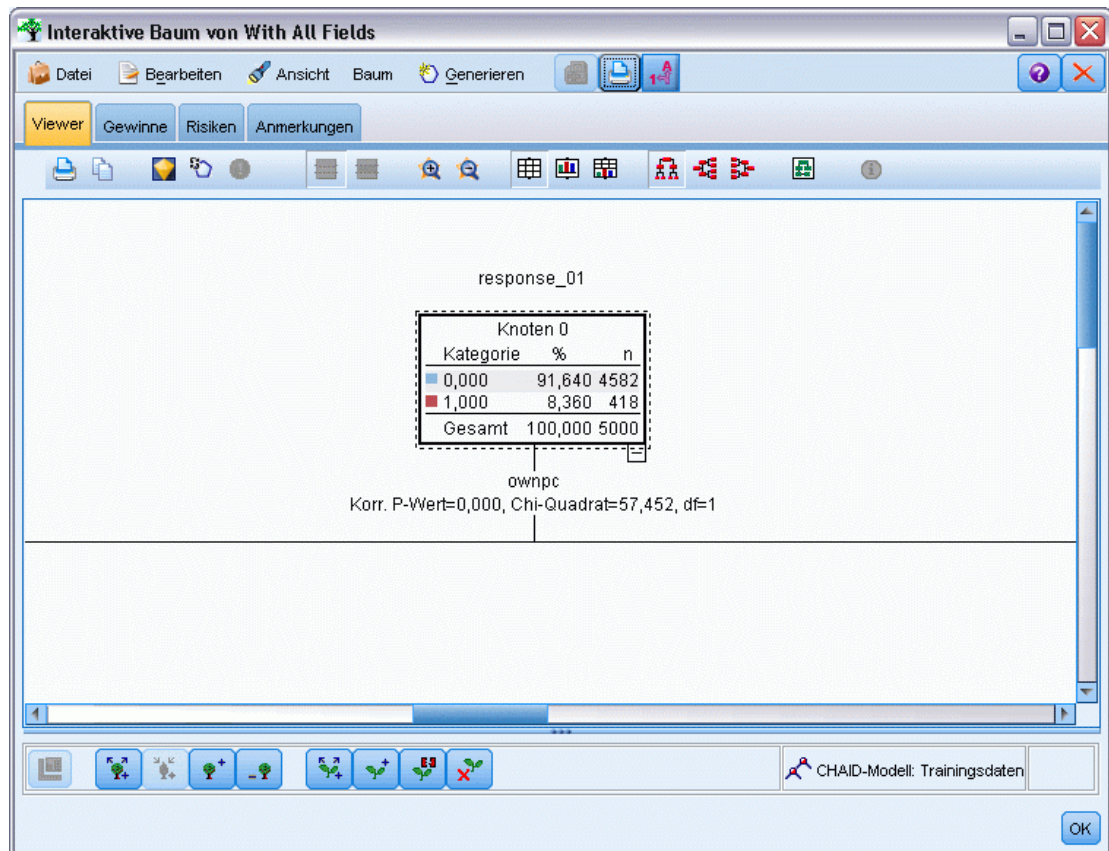 Interaktive Baum von With All Fields
Datei Bearbeiten Ansicht Baum Generieren
Viewer Gewinne Risiken Anmerkungen
response_01
Knoten 0
Kategorie % n
0,000 91,640 4582
1,000 8,360 418
Gesamt 100,000 5000
ownpc
Korr. P-Wert=0,000, Chi-Quadrat=57,452, df=1
CHAID-Modell: Trainingsdaten
OK